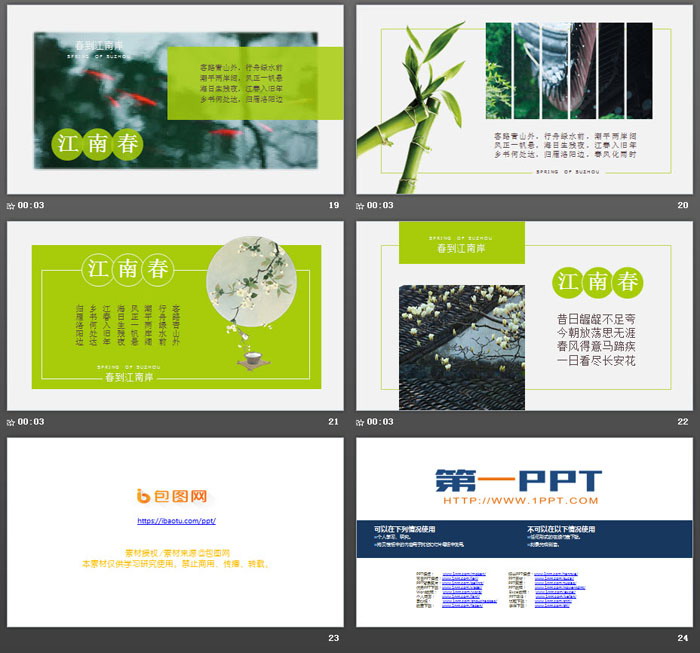 春到江南岸
SPRING OF SUZHOU
客路青山外，行舟绿水前
潮平两岸阔，风正一帆悬
海日生残夜，江春入旧年
乡书何处达，归雁洛阳边
江南春
00:03
19
客路青山外，行舟绿水前，潮平两岸阔
风正一帆悬，海日生残夜，江春入旧年
乡书何处达，归雁洛阳边，春风化雨时
SPRING OF SUZHOU
00:03
20
江南春
客路青山外
行舟绿水前
潮平两岸阔
风正一帆悬
海日生残夜
江春入旧年
乡书何处达
归雁洛阳边
SPRING OF SUZHOU
春到江南岸
00:03
21
SPRING OF SUZHOU
春到江南岸
江南春
昔日龌龊不足弯
今朝放荡思无涯
春风得意马蹄疾
一日看尽长安花
00:03
22
包图网
https://ibaotu.com/ppt/
素材授权/素材来源@包图网
本素材仅供学习研究使用，禁止商用、传播、转载。
23
第一PPT
HTTP://WWW.1PPT.COM
可以在下列情况使用
不可以在以下情况使用
24